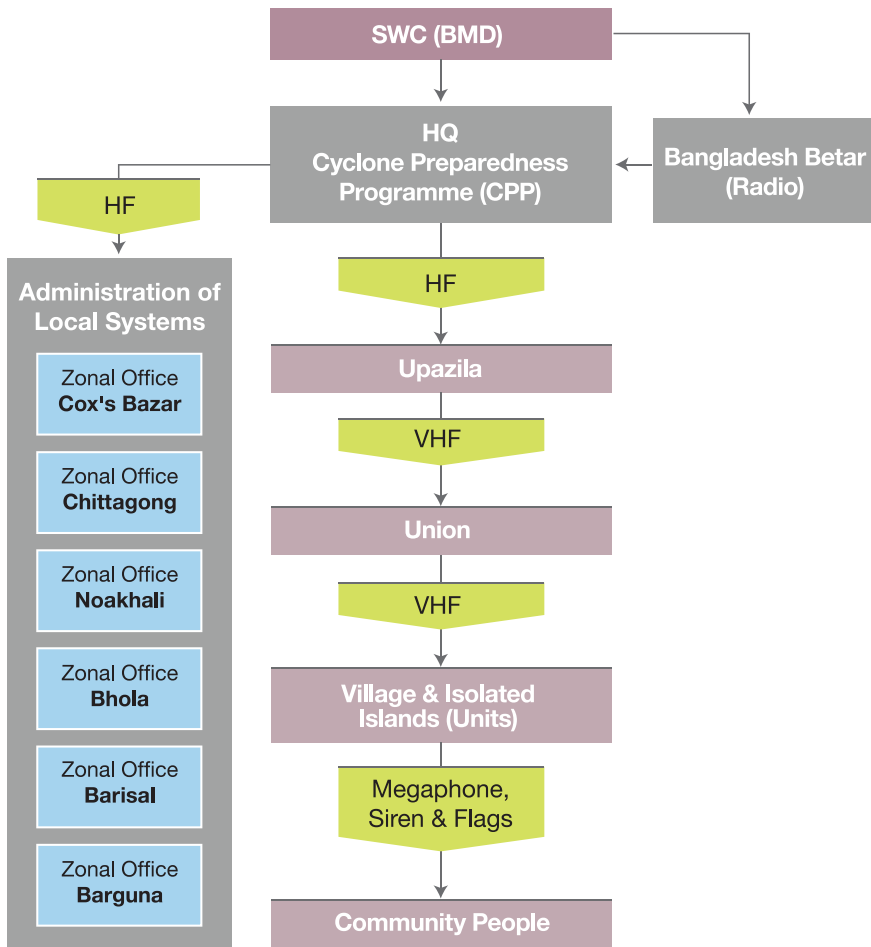 SWC (BMD)
HQ
Cyclone Preparedness
Programme (CPP)
Bangladesh Betar
(Radio)
HF
Administration of
Local Systems
Zonal Office
Cox's Bazar
Zonal Office
Chittagong
Zonal Office
Noakhali
Zonal Office
Bhola
Zonal Office
Barisal
Zonal Office
Barguna
HF
Upazila
VHF
Union
VHF
Village & Isolated
Islands (Units)
Megaphone,
Siren & Flags
Community People